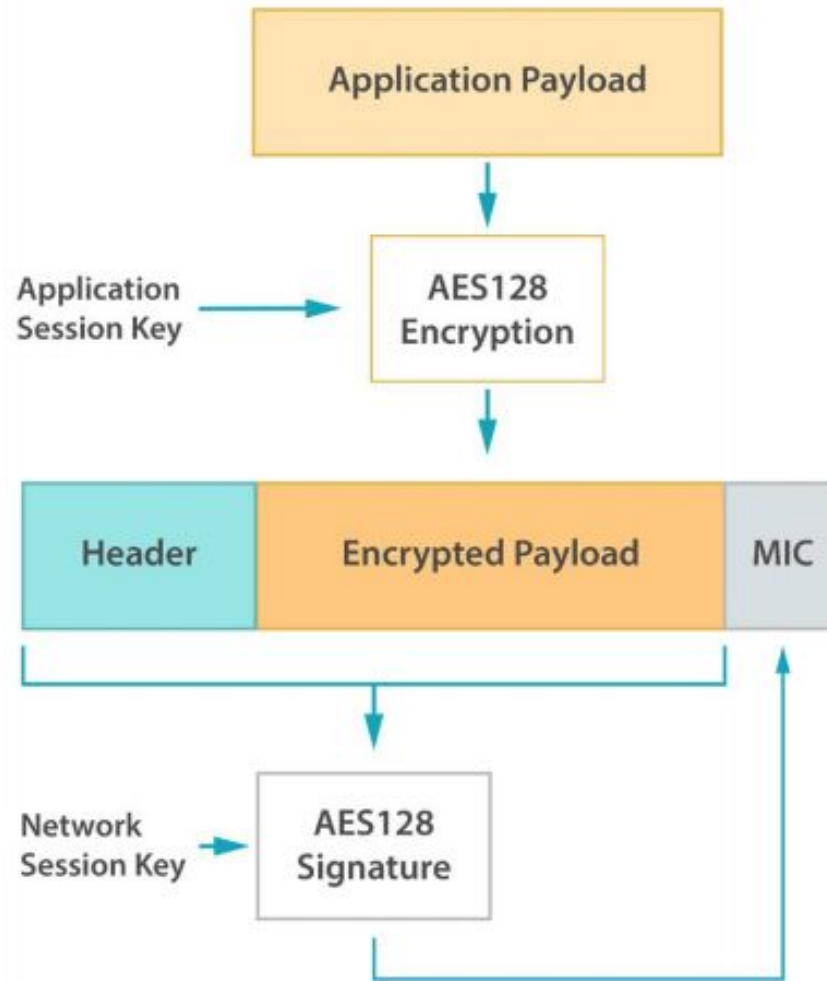 Application Payload
Application
Session Key
AES128
Encryption
Header
Encrypted Payload
MIC
Network
Session Key
AES128
Signature